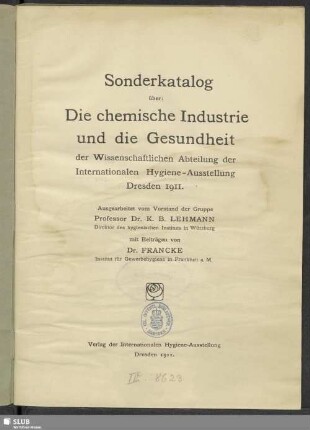 Sonderkatalog
über:
Die chemische Industrie
und die Gesundheit
der Wissenschaftlichen Abteilung der
Internationalen Hygiene-Ausstellung
Dresden 1911.
Ausgearbeitet vom Vorstand der Gruppe
Professor Dr. K. B. LEHMANN
Direktor des hygienischen Instituts in Würzburg
mit Beiträgen von
Dr. FRANCKE
Institut für Gewerbehygiene in Frankfurt a. M.
Verlag der Internationalen Hygiene-Ausstellung
Dresden 1911.
SLUB